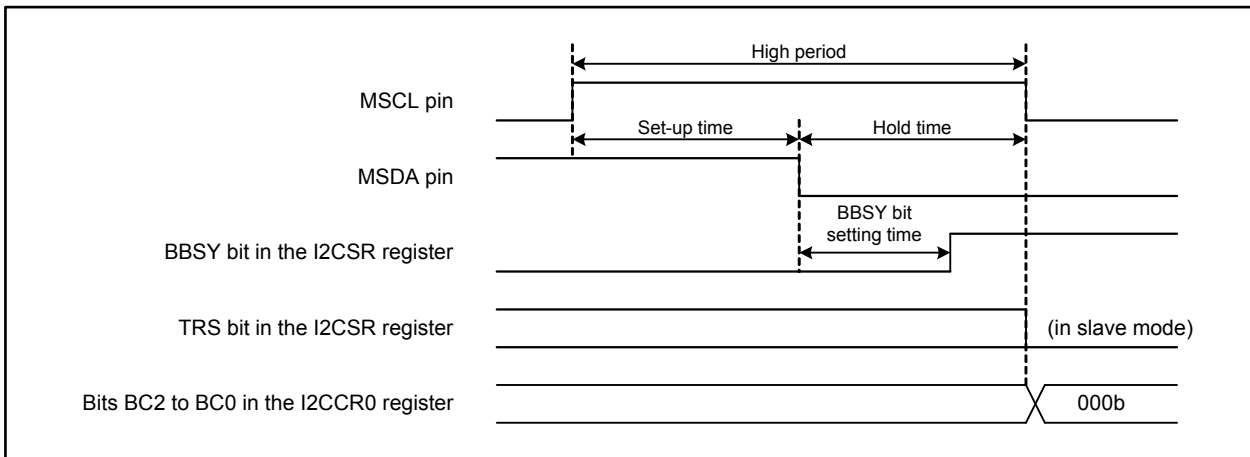 High period
MSCL pin
Set-up time
Hold time
MSDA pin
BBSY bit
setting time
BBSY bit in the I2CSR register
TRS bit in the I2CSR register
(in slave mode)
Bits BC2 to BC0 in the I2CCR0 register
000b